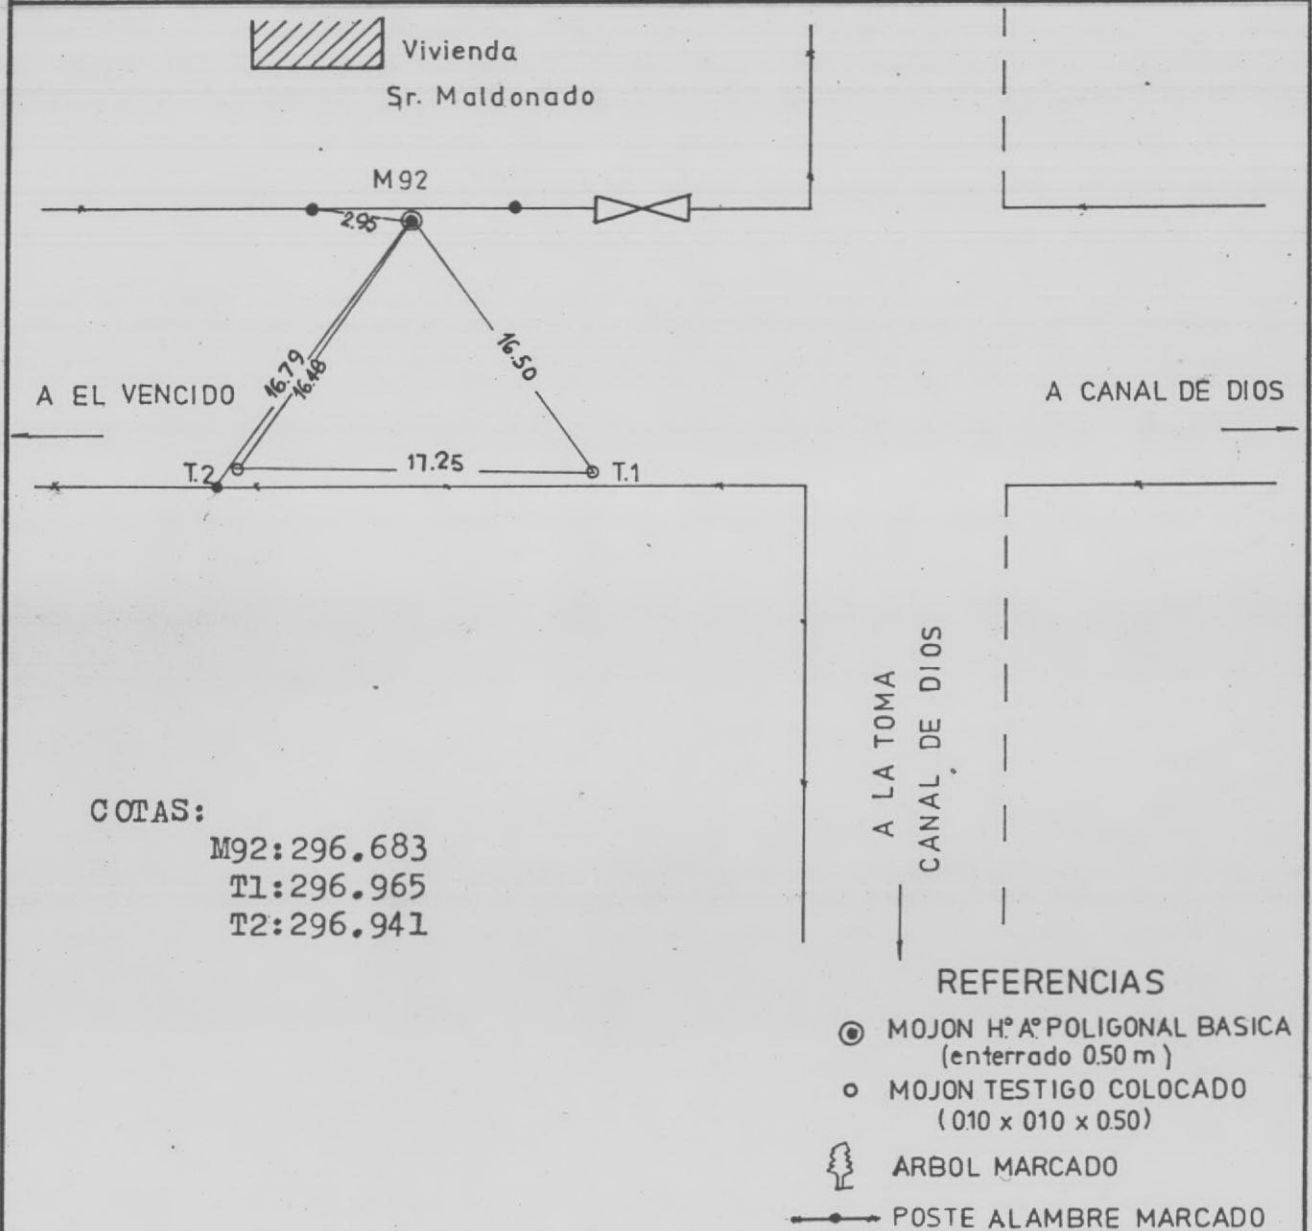 Vivienda
Sr. Maldonado
M92
2.95
16.79
16.48
16.50
A EL VENCIDO
A CANAL DE DIOS
T.2
17.25
T.1
A LA TOMA
CANAL DE DIOS
COTAS:
M92:296.683
T1:296.965
T2:296.941
REFERENCIAS
MOJON Hº Aº POLIGONAL BASICA
(enterrado 0.50 m)
MOJON TESTIGO COLOCADO
(0.10 x 0.10 x 0.50)
ARBOL MARCADO
POSTE ALAMBRE MARCADO